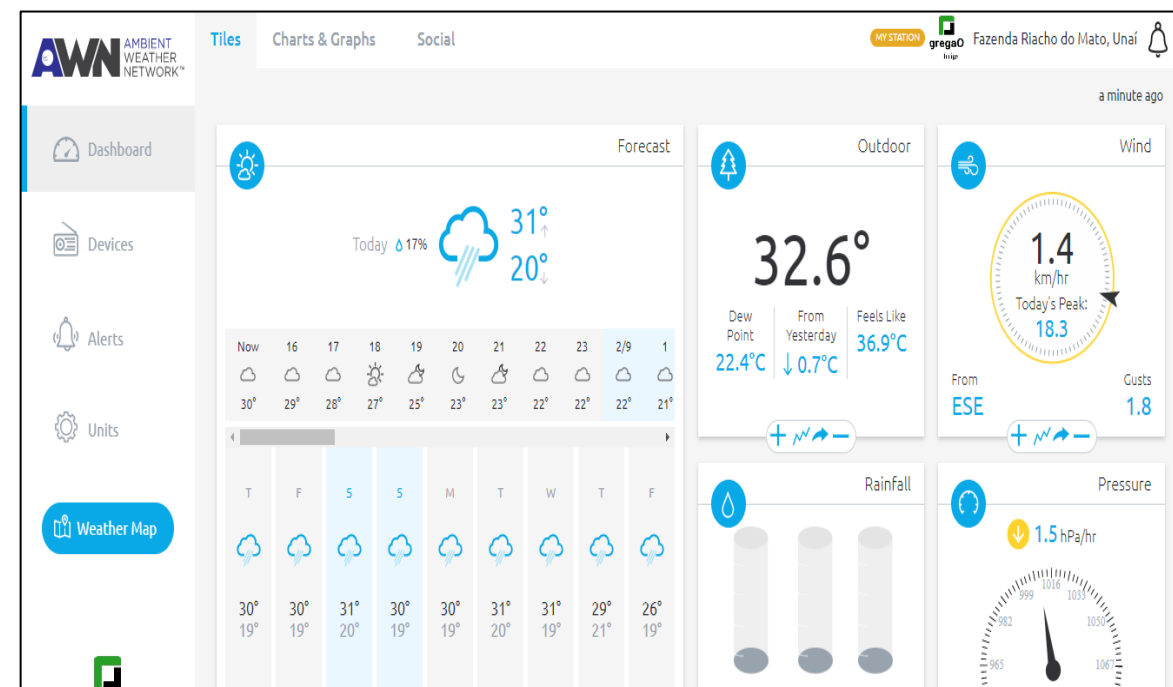 AWN AMBIENT
WEATHER
NETWORK™
Tiles Charts & Graphs Social
MY STATION gregaO Fazenda Riacho do Mato, Unaí
a minute ago
Dashboard
Devices
Alerts
Units
Weather Map
Forecast
Today 17%
31°
20°
Now 16 17 18 19 20 21 22 23 2/9 1
30° 29° 28° 27° 25° 23° 23° 22° 22° 22° 21°
T F S S M T W T F
30° 30° 31° 30° 30° 31° 31° 29° 26°
19° 19° 20° 19° 19° 20° 19° 21° 19°
Outdoor
32.6°
Dew
Point
22.4°C
From
Yesterday
↓ 0.7°C
Feels Like
36.9°C
Wind
1.4
km/hr
Today's Peak:
18.3
From
ESE
Gusts
1.8
Rainfall
Pressure
1.5 hPa/hr
965 982 999 1016 1033 1050 1067